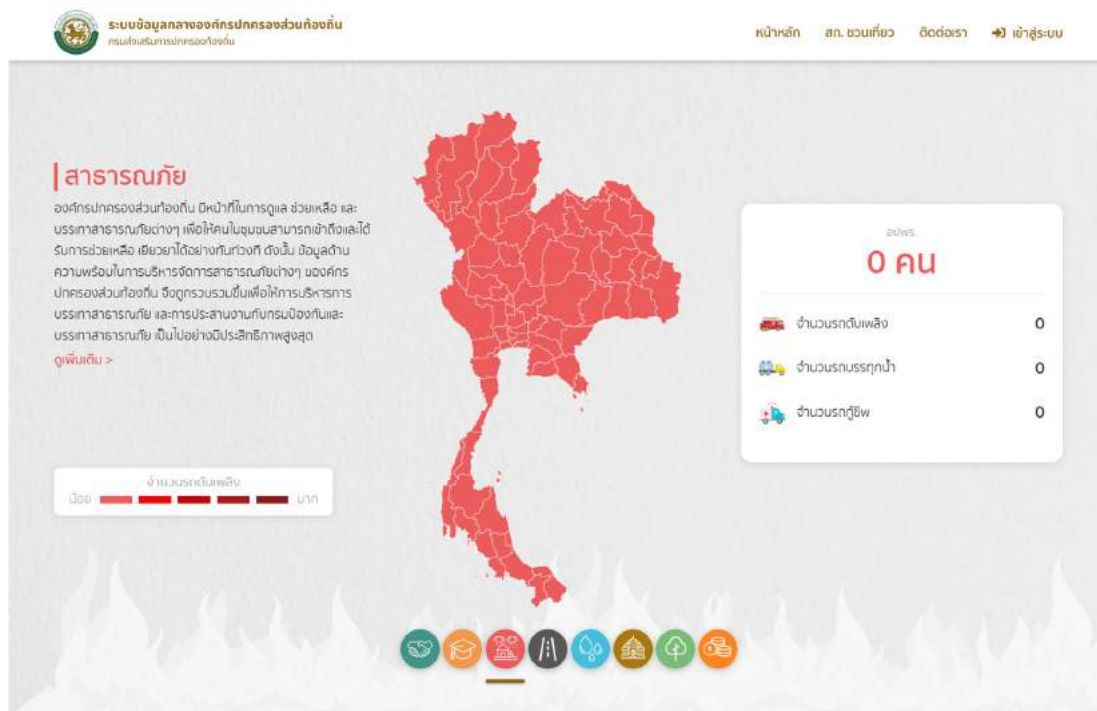 ระบบข้อมูลกลางองค์กรปกครองส่วนท้องถิ่น
กรมส่งเสริมการปกครองท้องถิ่น
หน้าหลัก
สถ. ชวนเที่ยว
ติดต่อเรา
เข้าสู่ระบบ
สาธารณภัย
องค์กรปกครองส่วนท้องถิ่น มีหน้าที่ในการดูแล ช่วยเหลือ และ
บรรเทาสาธารณภัยต่างๆ เพื่อให้คนในชุมชนสามารถเข้าถึงและได้
รับการช่วยเหลือ เยียวยาได้อย่างทันท่วงที ดังนั้น ข้อมูลด้าน
ความพร้อมในการบริหารจัดการสาธารณภัยต่างๆ ขององค์กร
ปกครองส่วนท้องถิ่น จึงถูกรวบรวมขึ้นเพื่อให้การบริหารการ
บรรเทาสาธารณภัย และการประสานงานกับกรมป้องกันและ
บรรเทาสาธารณภัย เป็นไปอย่างมีประสิทธิภาพสูงสุด
ดูเพิ่มเติม >
จำนวนรถดับเพลิง
น้อย
มาก
อปพร.
0 คน
จำนวนรถดับเพลิง 0
จำนวนรถบรรทุกน้ำ 0
จำนวนรถกู้ชีพ 0